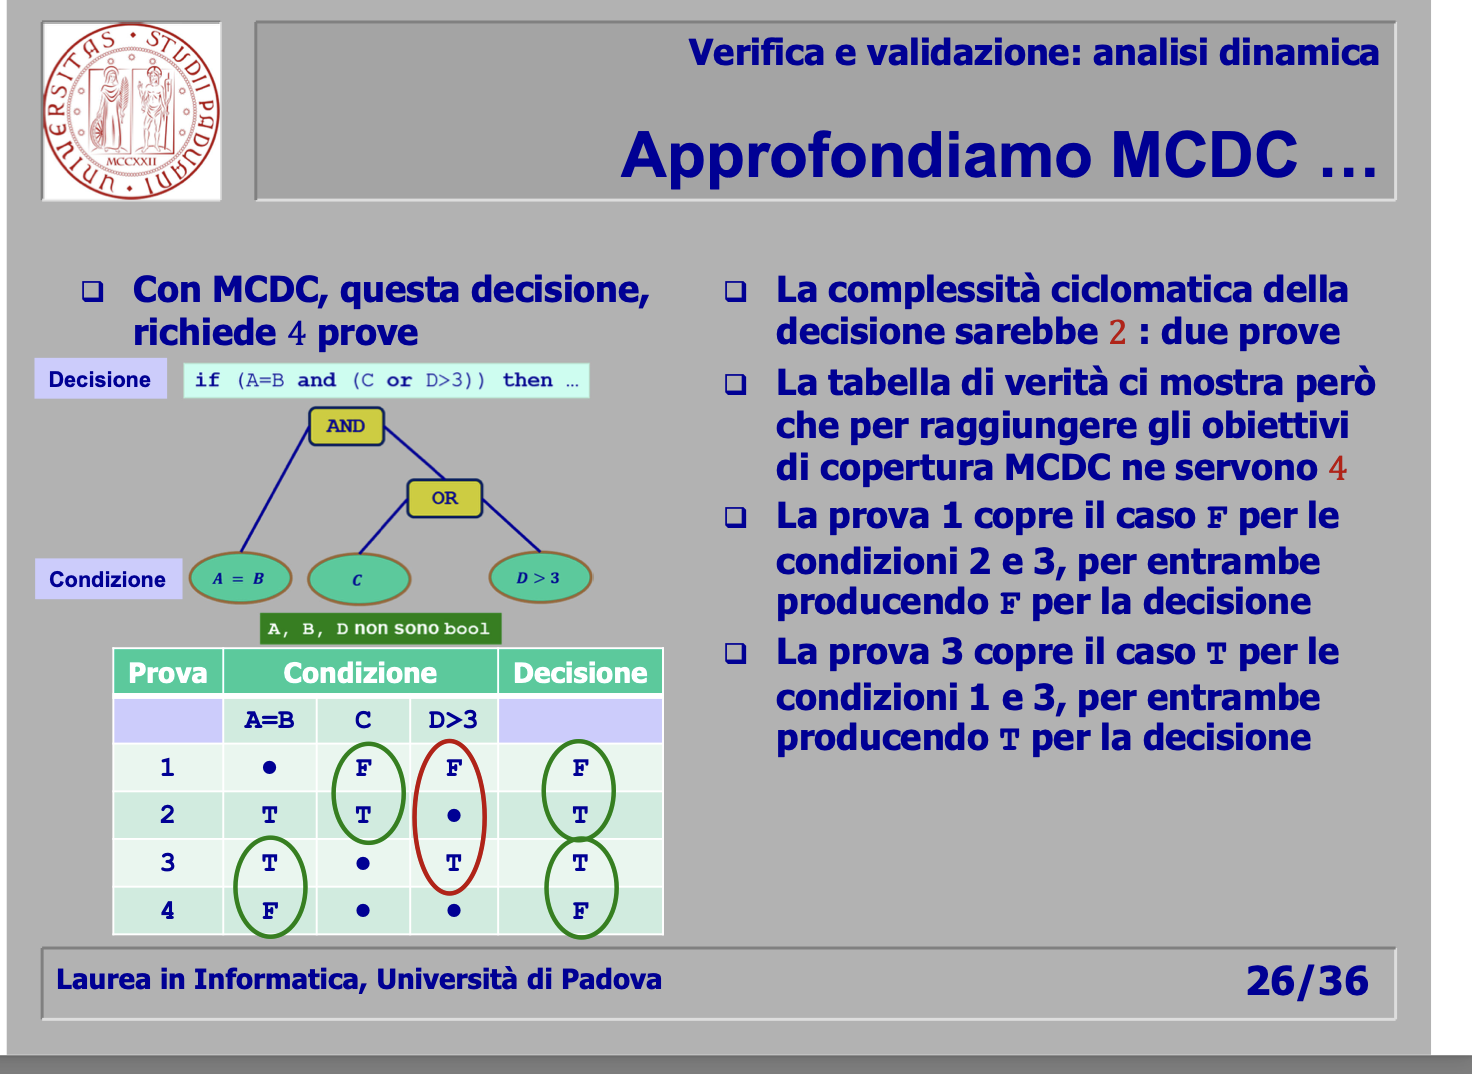 UNIVERSITAS • STUDII PADUANI •
MCCXXII
Verifica e validazione: analisi dinamica
Approfondiamo MCDC …
❑ Con MCDC, questa decisione,
richiede 4 prove
Decisione
if (A=B and (C or D>3)) then …
AND
OR
Condizione
A = B
C
D > 3
A, B, D non sono bool
Prova Condizione Decisione
A=B C D>3
1 ● F F F
2 T T ● T
3 T ● T T
4 F ● ● F
❑ La complessità ciclomatica della
decisione sarebbe 2 : due prove
❑ La tabella di verità ci mostra però
che per raggiungere gli obiettivi
di copertura MCDC ne servono 4
❑ La prova 1 copre il caso F per le
condizioni 2 e 3, per entrambe
producendo F per la decisione
❑ La prova 3 copre il caso T per le
condizioni 1 e 3, per entrambe
producendo T per la decisione
Laurea in Informatica, Università di Padova
26/36